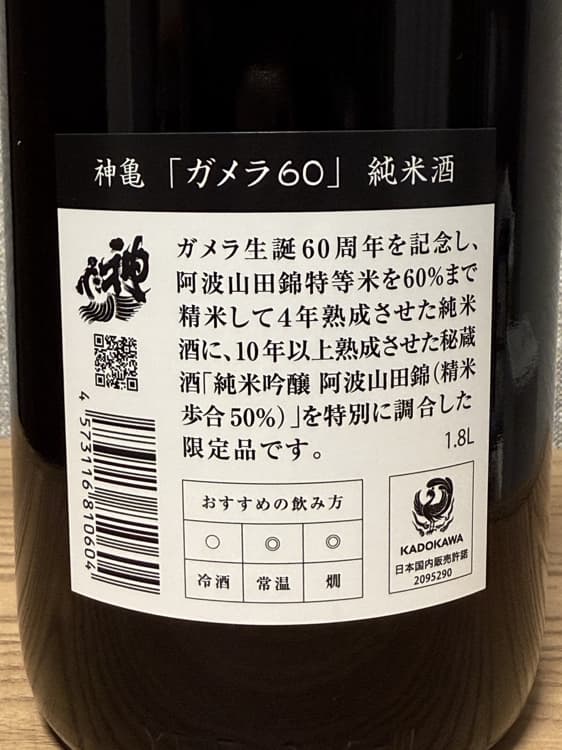 神亀 「ガメラ60」 純米酒
ガメラ生誕60周年を記念し、
阿波山田錦特等米を60%まで
精米して4年熟成させた純米
酒に、10年以上熟成させた秘蔵
酒「純米吟醸 阿波山田錦(精米
歩合50%)」を特別に調合した
限定品です。
1.8L
4573116810604
おすすめの飲み方
○ ◎ ◎
冷酒 常温 燗
KADOKAWA
日本国内販売許諾
2095290